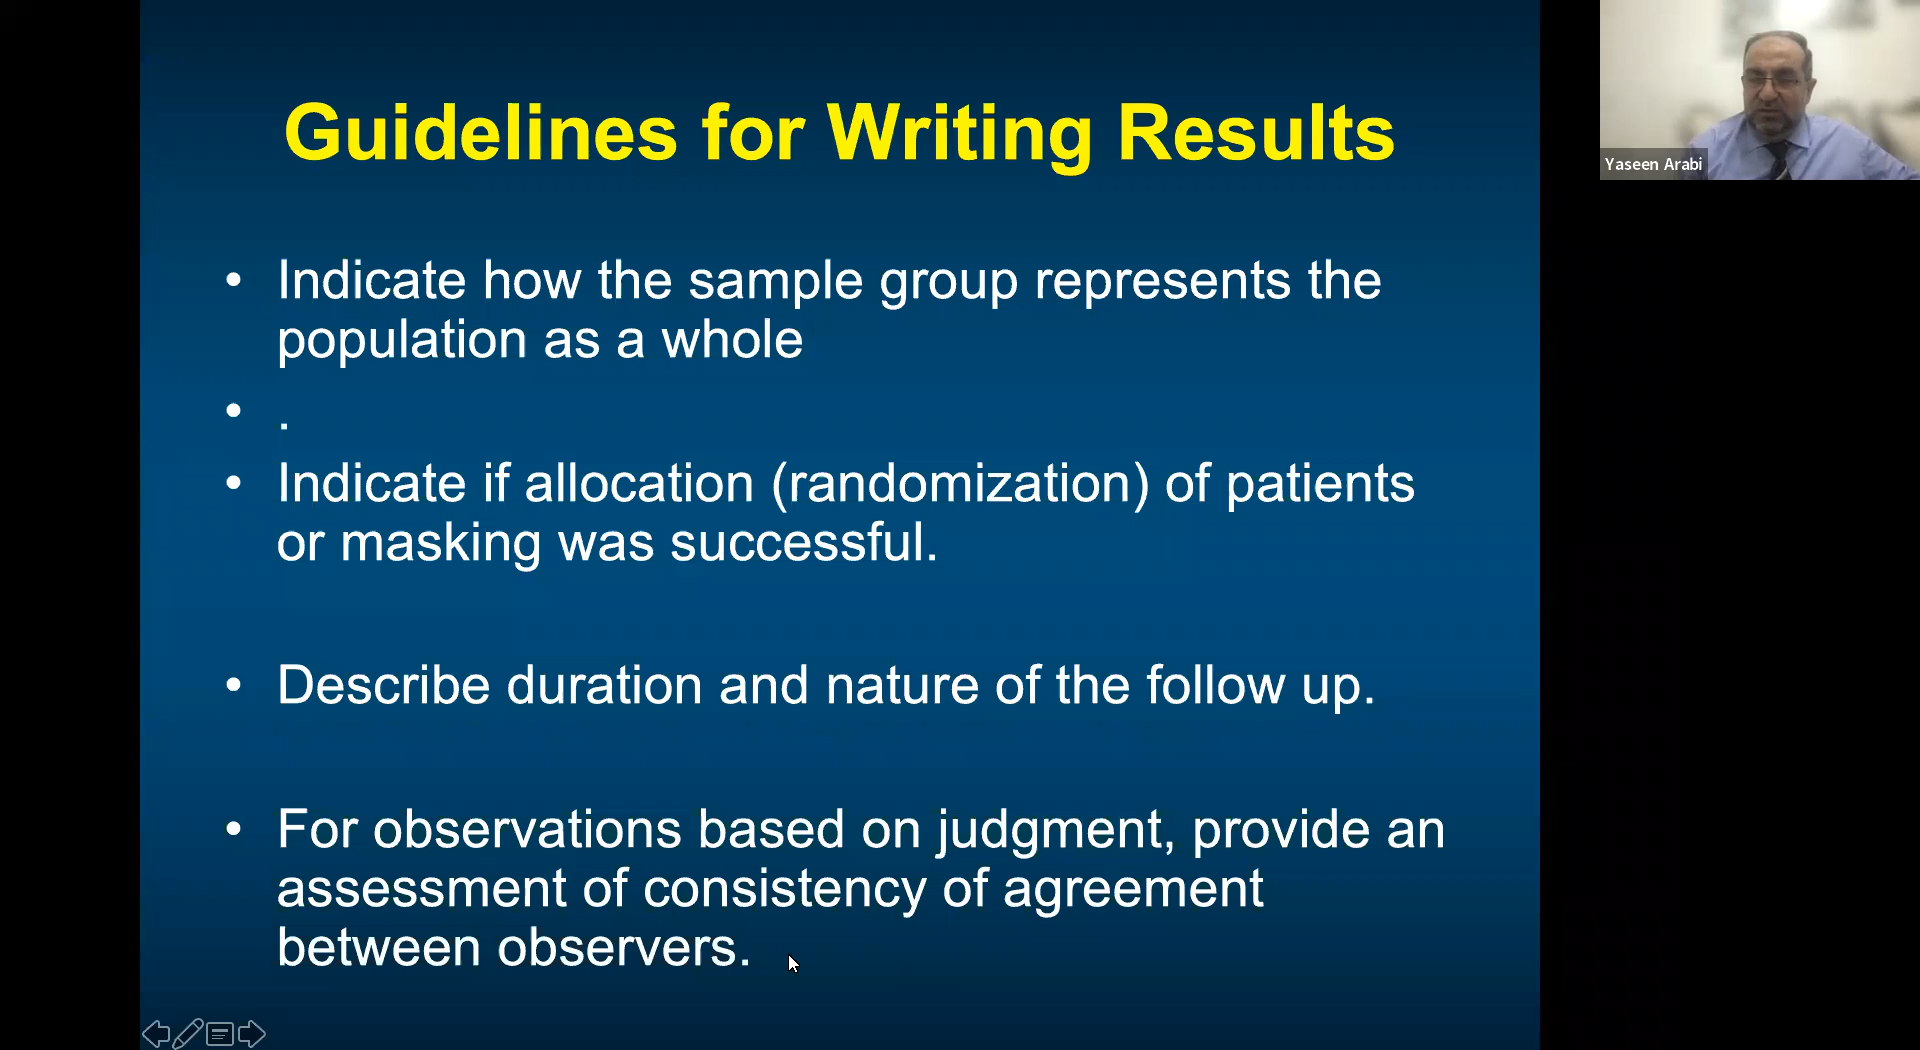 Guidelines for Writing Results
• Indicate how the sample group represents the
population as a whole
• .
• Indicate if allocation (randomization) of patients
or masking was successful.
• Describe duration and nature of the follow up.
• For observations based on judgment, provide an
assessment of consistency of agreement
between observers.
Yaseen Arabi